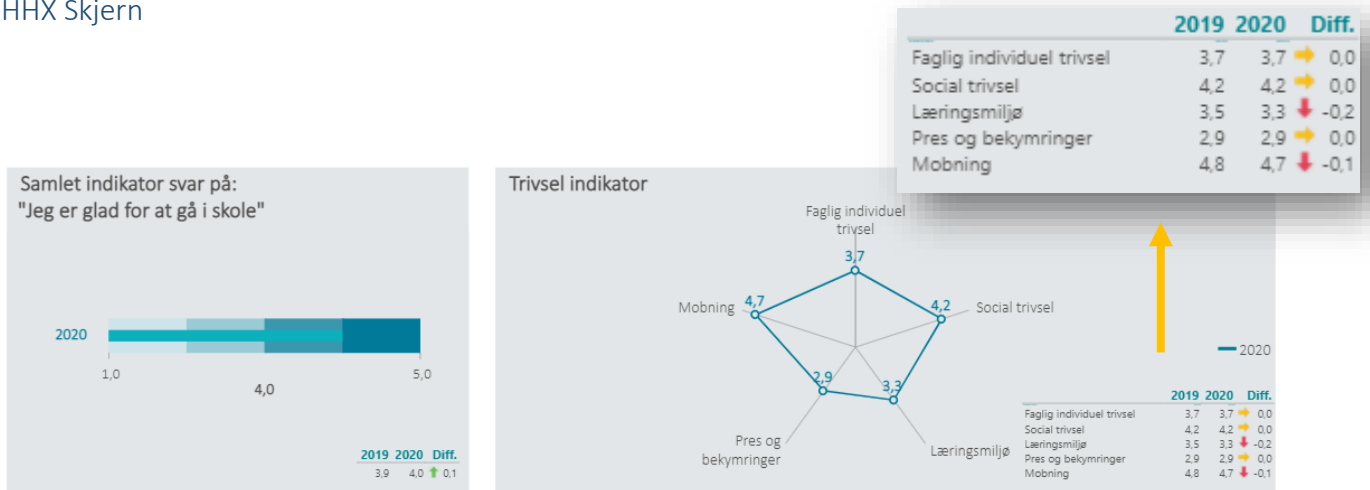 HHX Skjern
2019 2020 Diff.
Faglig individuel trivsel 3,7 3,7 0,0
Social trivsel 4,2 4,2 0,0
Læringsmiljø 3,5 3,3 -0,2
Pres og bekymringer 2,9 2,9 0,0
Mobning 4,8 4,7 -0,1
Samlet indikator svar på:
"Jeg er glad for at gå i skole"
2020
1,0 5,0
4,0
2019 2020 Diff.
3,9 4,0 0,1
Trivsel indikator
Faglig individuel
trivsel
3,7
Mobning 4,7
4,2 Social trivsel
2,9
3,3
Pres og
bekymringer
Læringsmiljø
2020
2019 2020 Diff.
Faglig individuel trivsel 3,7 3,7 0,0
Social trivsel 4,2 4,2 0,0
Læringsmiljø 3,5 3,3 -0,2
Pres og bekymringer 2,9 2,9 0,0
Mobning 4,8 4,7 -0,1